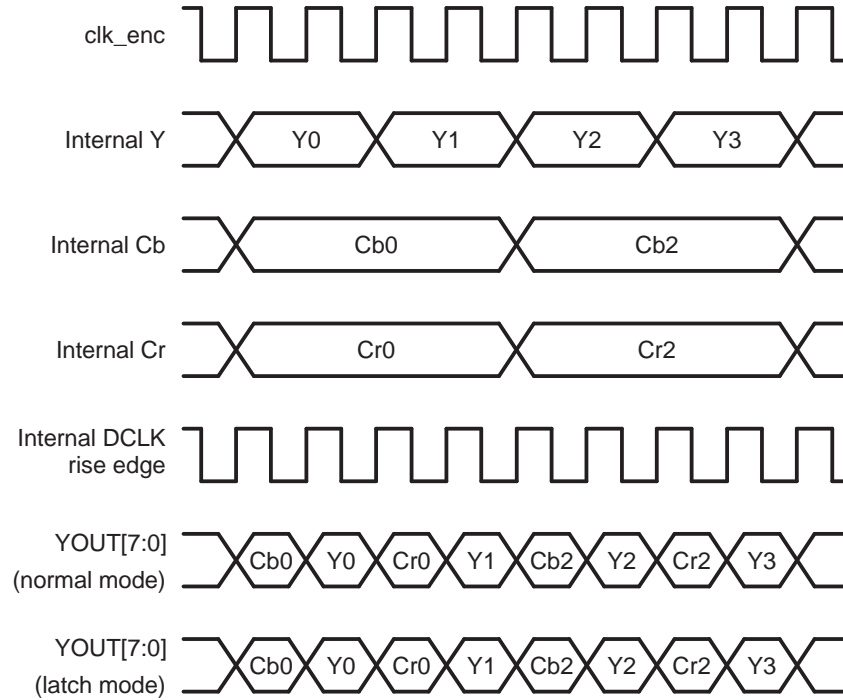 clk_enc
Internal Y
Y0 Y1 Y2 Y3
Internal Cb
Cb0 Cb2
Internal Cr
Cr0 Cr2
Internal DCLK
rise edge
YOUT[7:0]
(normal mode)
Cb0 Y0 Cr0 Y1 Cb2 Y2 Cr2 Y3
YOUT[7:0]
(latch mode)
Cb0 Y0 Cr0 Y1 Cb2 Y2 Cr2 Y3